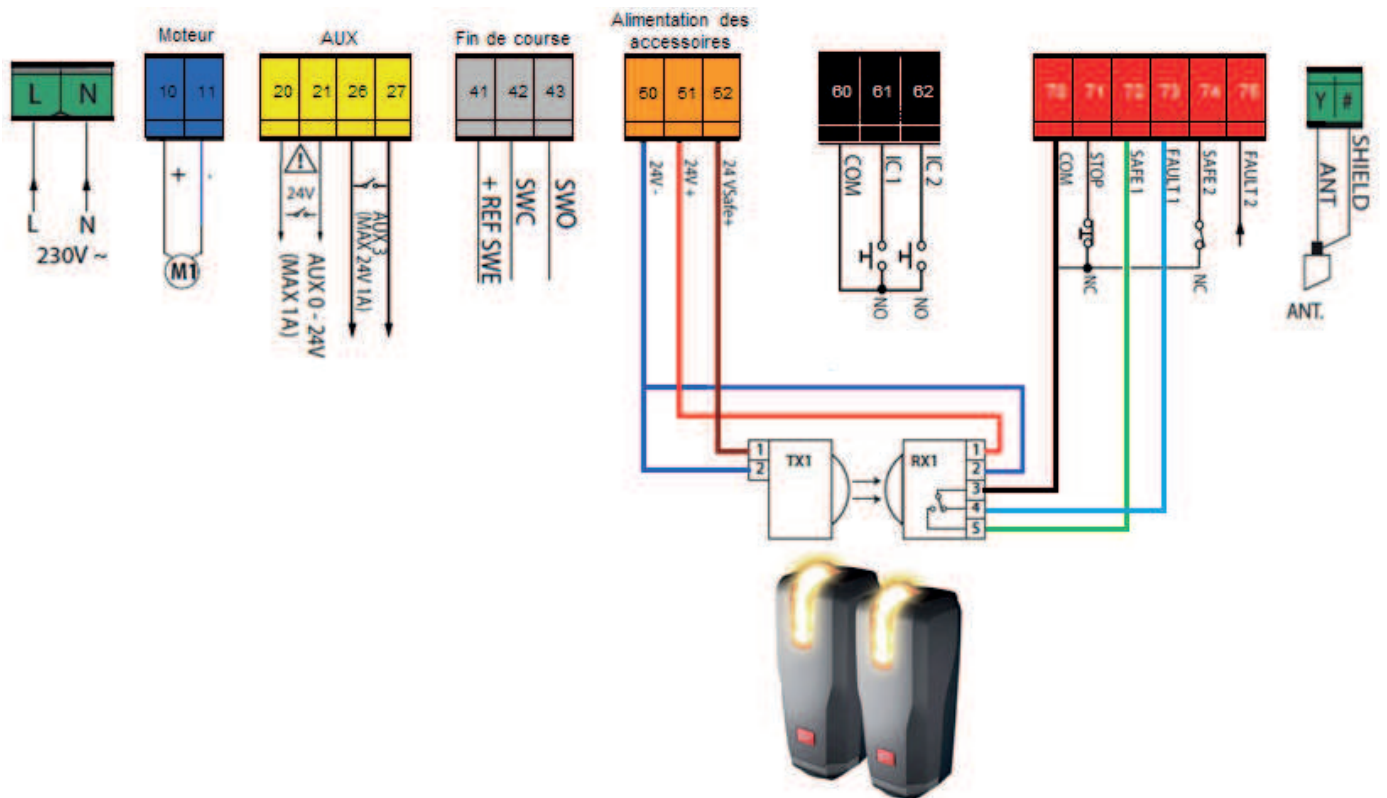 Moteur
AUX
Fin de course
Alimentation des
accessoires
L N
10 11
20 21 26 27
41 42 43
50 51 52
60 61 62
70 71 72 73 74 75
Y #
L N
230V ~
+ -
M1
24V
AUX 0 - 24V
(MAX 1A)
AUX 3
(MAX 24V 1A)
+ REF SWE
SWC
SWO
24V -
24V +
24 VSafe+
COM
IC 1
IC 2
NO
NO
COM
STOP
SAFE 1
FAULT 1
SAFE 2
FAULT 2
NC
NC
ANT
SHIELD
ANT.
1
2
TX1
RX1
1
2
3
4
5